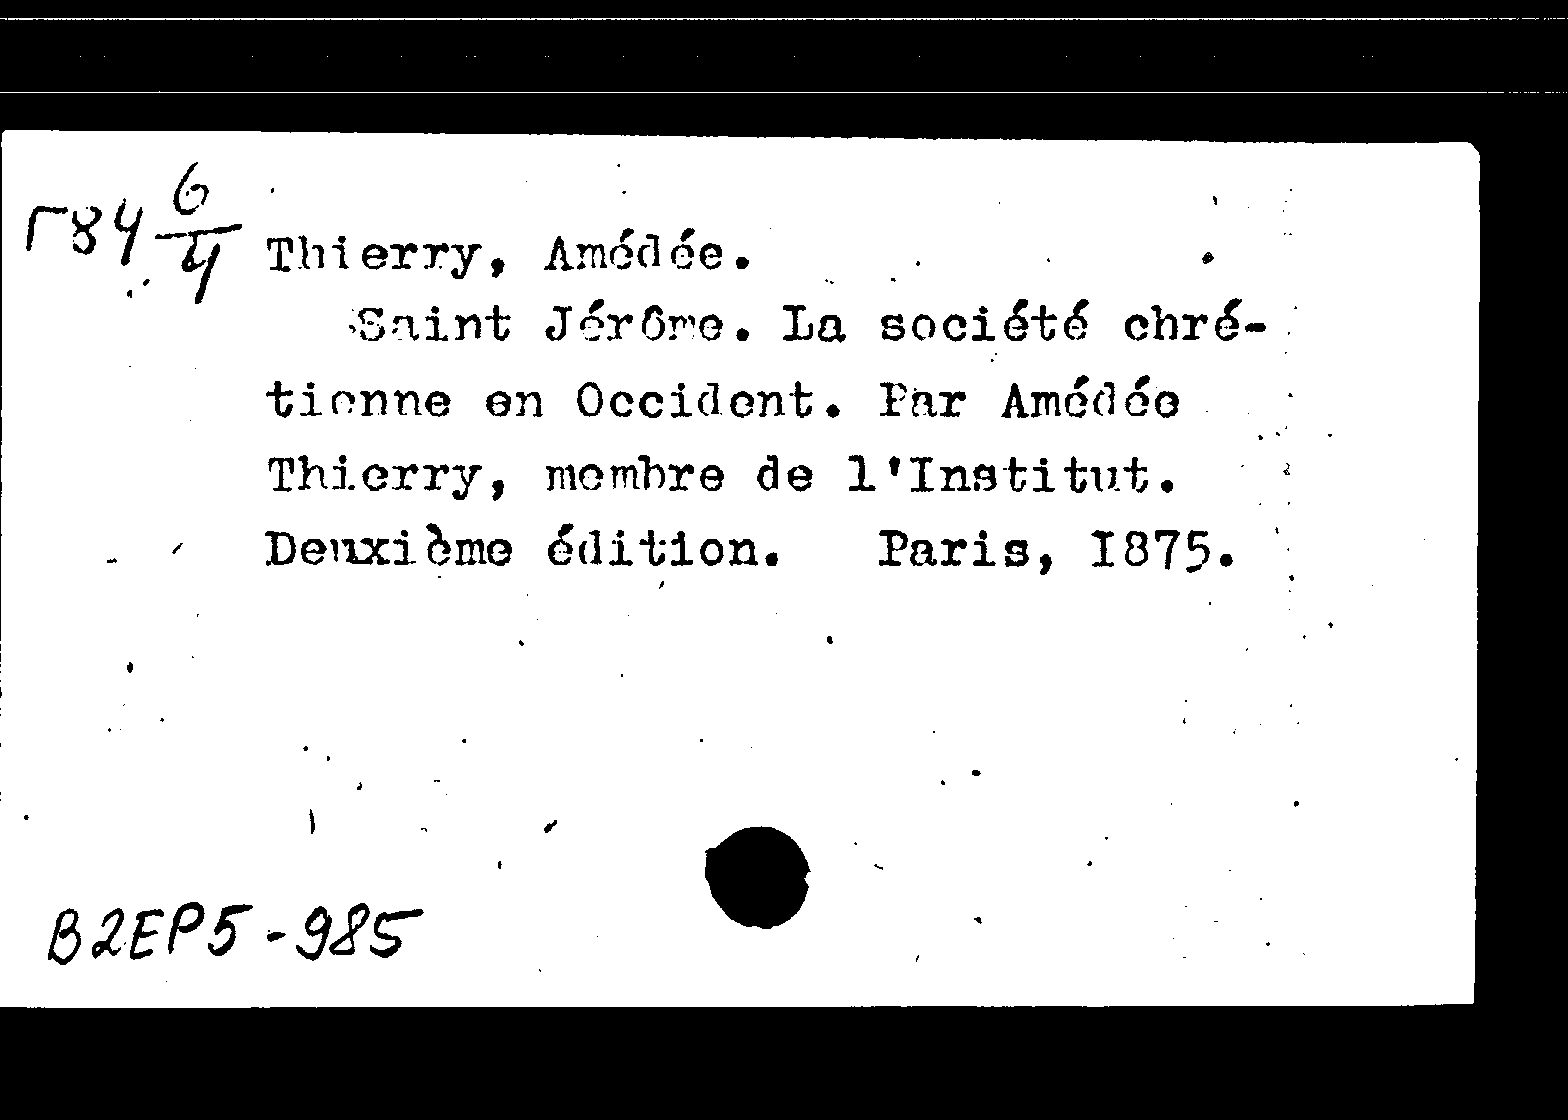 Г84 6/4
Thierry, Amédée.
Saint Jérôme. La société chré-
tienne en Occident. Par Amédée
Thierry, membre de l'Institut.
Deuxième édition. Paris, I875.
B2EP5-985